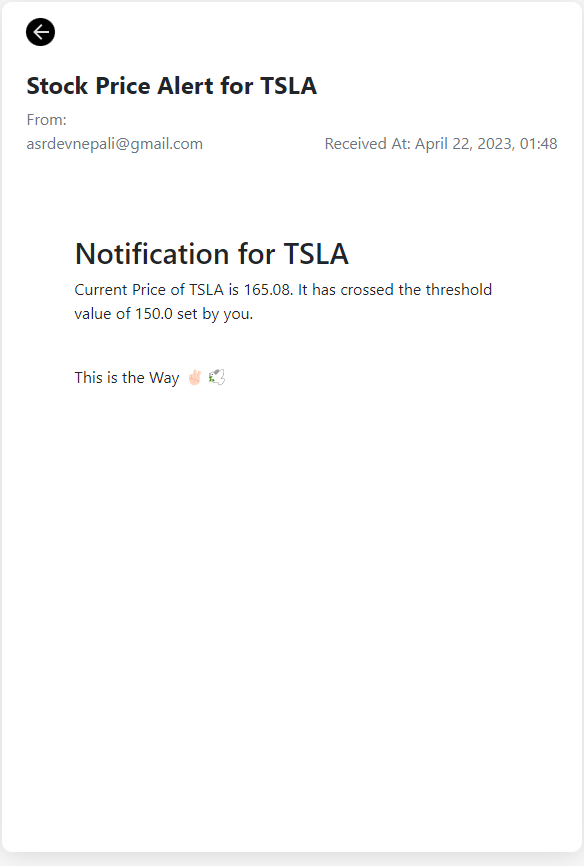 Stock Price Alert for TSLA
From:
asrdevnepali@gmail.com
Received At: April 22, 2023, 01:48
Notification for TSLA
Current Price of TSLA is 165.08. It has crossed the threshold
value of 150.0 set by you.
This is the Way ✌🏻 🕊️